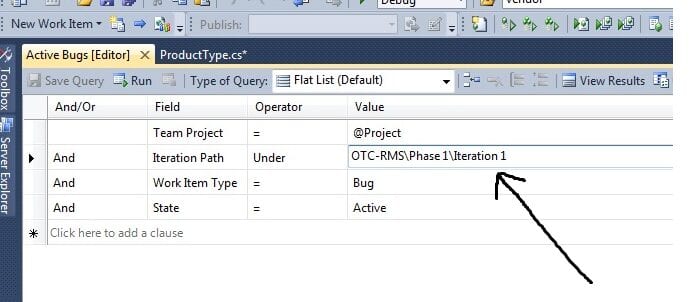 Debug
Vendor
New Work Item
Publish:
Active Bugs [Editor]
ProductType.cs*
Toolbox
Server Explorer
Save Query
Run
Type of Query:
Flat List (Default)
View Results
And/Or Field Operator Value
Team Project = @Project
And Iteration Path Under OTC-RMS\Phase 1\Iteration 1
And Work Item Type = Bug
And State = Active
Click here to add a clause